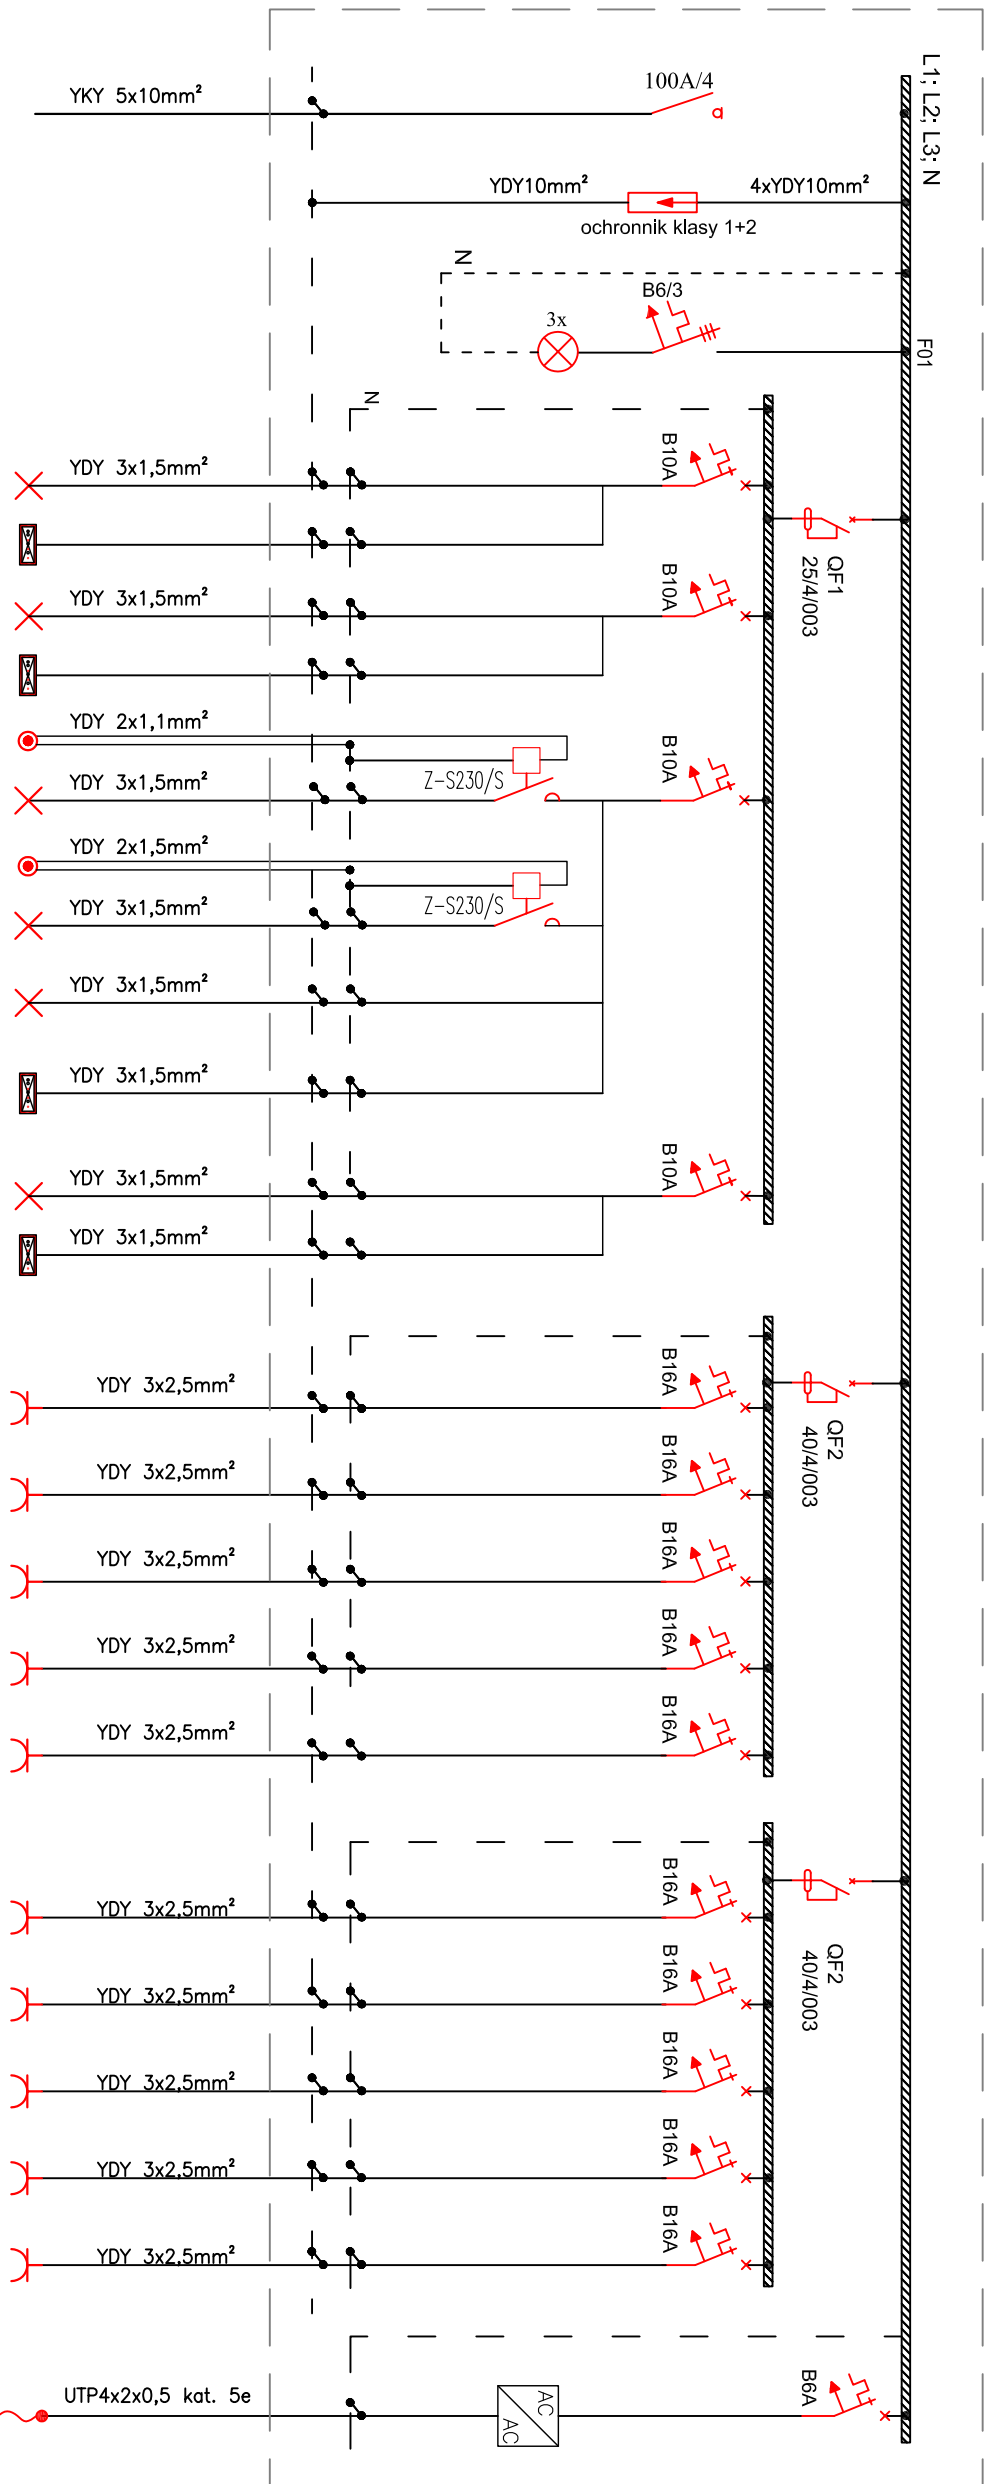 L1; L2; L3; N
100A/4
YKY 5x10mm²
YDY10mm²
4xYDY10mm²
ochronnik klasy 1+2
N
B6/3
3x
F01
N
B10A
YDY 3x1,5mm²
QF1
25/4/003
B10A
YDY 3x1,5mm²
YDY 2x1,1mm²
B10A
Z-S230/S
YDY 3x1,5mm²
YDY 2x1,5mm²
Z-S230/S
YDY 3x1,5mm²
YDY 3x1,5mm²
YDY 3x1,5mm²
B10A
YDY 3x1,5mm²
YDY 3x1,5mm²
B16A
YDY 3x2,5mm²
QF2
40/4/003
B16A
YDY 3x2,5mm²
B16A
YDY 3x2,5mm²
B16A
YDY 3x2,5mm²
B16A
YDY 3x2,5mm²
B16A
YDY 3x2,5mm²
QF2
40/4/003
B16A
YDY 3x2,5mm²
B16A
YDY 3x2,5mm²
B16A
YDY 3x2,5mm²
B16A
YDY 3x2,5mm²
B6A
UTP4x2x0,5 kat. 5e
AC
AC